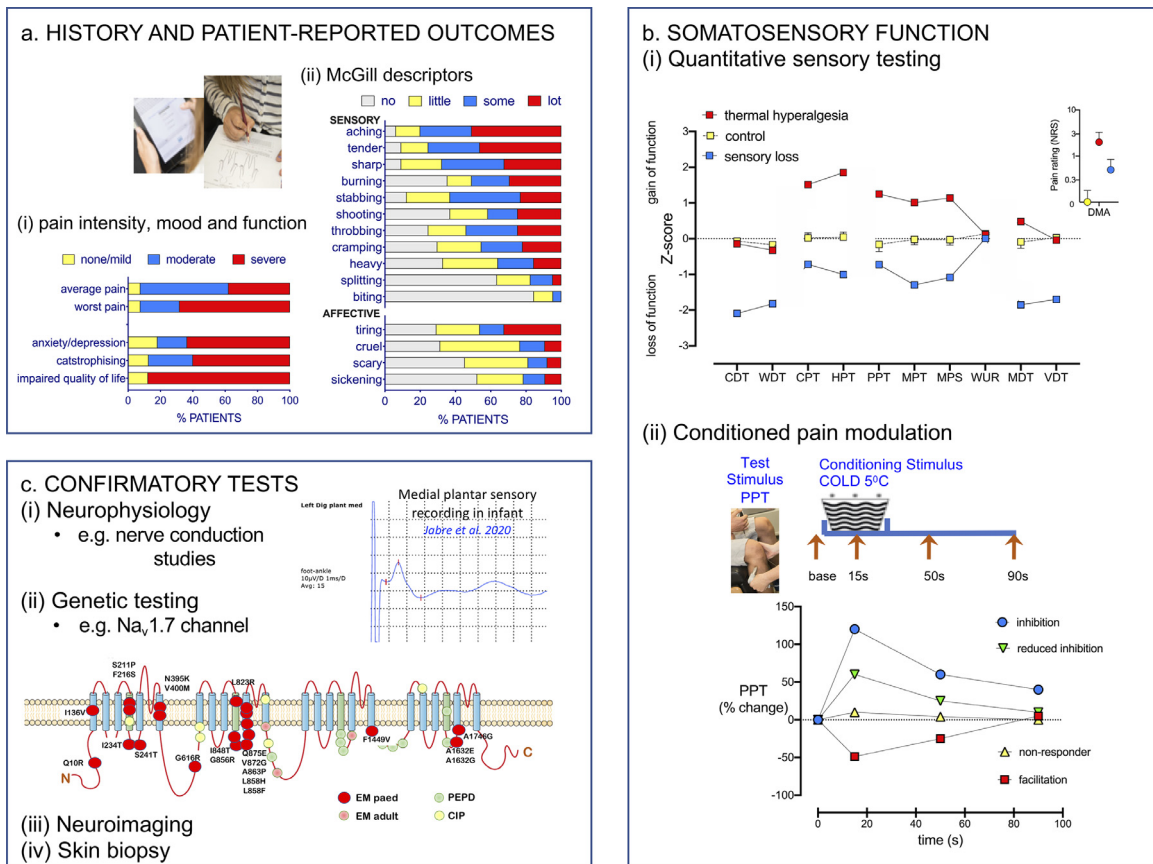 a. HISTORY AND PATIENT-REPORTED OUTCOMES
(ii) McGill descriptors
no little some lot
SENSORY
aching
tender
sharp
burning
stabbing
shooting
throbbing
cramping
heavy
splitting
biting
AFFECTIVE
tiring
cruel
scary
sickening
0 20 40 60 80 100
% PATIENTS
(i) pain intensity, mood and function
none/mild moderate severe
average pain
worst pain
anxiety/depression
catstrophising
impaired quality of life
0 20 40 60 80 100
% PATIENTS
b. SOMATOSENSORY FUNCTION
(i) Quantitative sensory testing
thermal hyperalgesia
control
sensory loss
gain of function
loss of function
Z-score
3
2
1
0
-1
-2
-3
CDT WDT CPT HPT PPT MPT MPS WUR MDT VDT
Pain rating (NRS)
10
3
1
0.3
0
DMA
(ii) Conditioned pain modulation
Test
Stimulus
PPT
Conditioning Stimulus
COLD 5⁰C
base 15s 50s 90s
150
100
50
0
-50
-100
PPT
(% change)
inhibition
reduced inhibition
non-responder
facilitation
0 20 40 60 80 100
time (s)
c. CONFIRMATORY TESTS
(i) Neurophysiology
• e.g. nerve conduction
studies
Left Dig plant med
Medial plantar sensory
recording in infant
Jabre et al. 2020
foot-ankle
10µV/D 1ms/D
Avg: 15
(ii) Genetic testing
• e.g. Naᵥ1.7 channel
S211P
F216S
N395K
V400M
L823R
I136V
I234T
S241T
Q10R
G616R
I848T
G856R
Q875E
V872G
A863P
L858H
L858F
F1449V
A1746G
A1632E
A1632G
N
C
EM paed
EM adult
PEPD
CIP
(iii) Neuroimaging
(iv) Skin biopsy